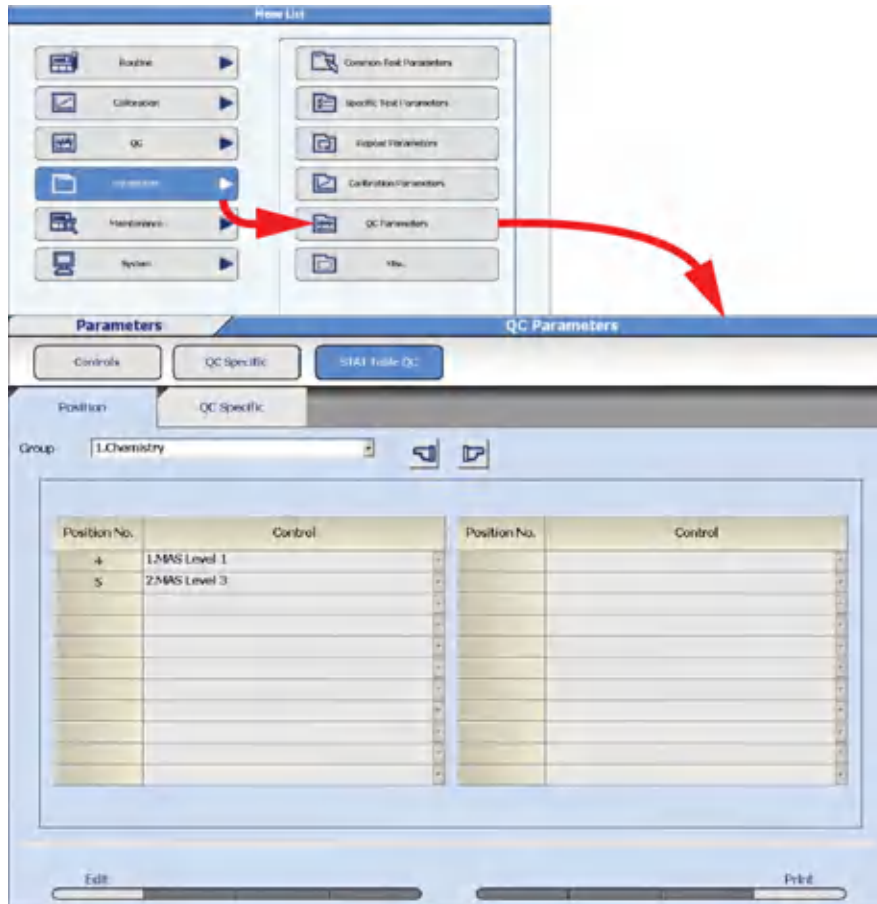 Menu List
Routine
Common Test Parameters
Calibration
Specific Test Parameters
QC
Repeat Parameters
Parameters
Calibration Parameters
Maintenance
QC Parameters
System
Misc.
Parameters
QC Parameters
Controls
QC Specific
STAT Table QC
Position
QC Specific
Group
1.Chemistry
Position No.
Control
Position No.
Control
4
1.MAS Level 1
5
2.MAS Level 3
Edit
Print